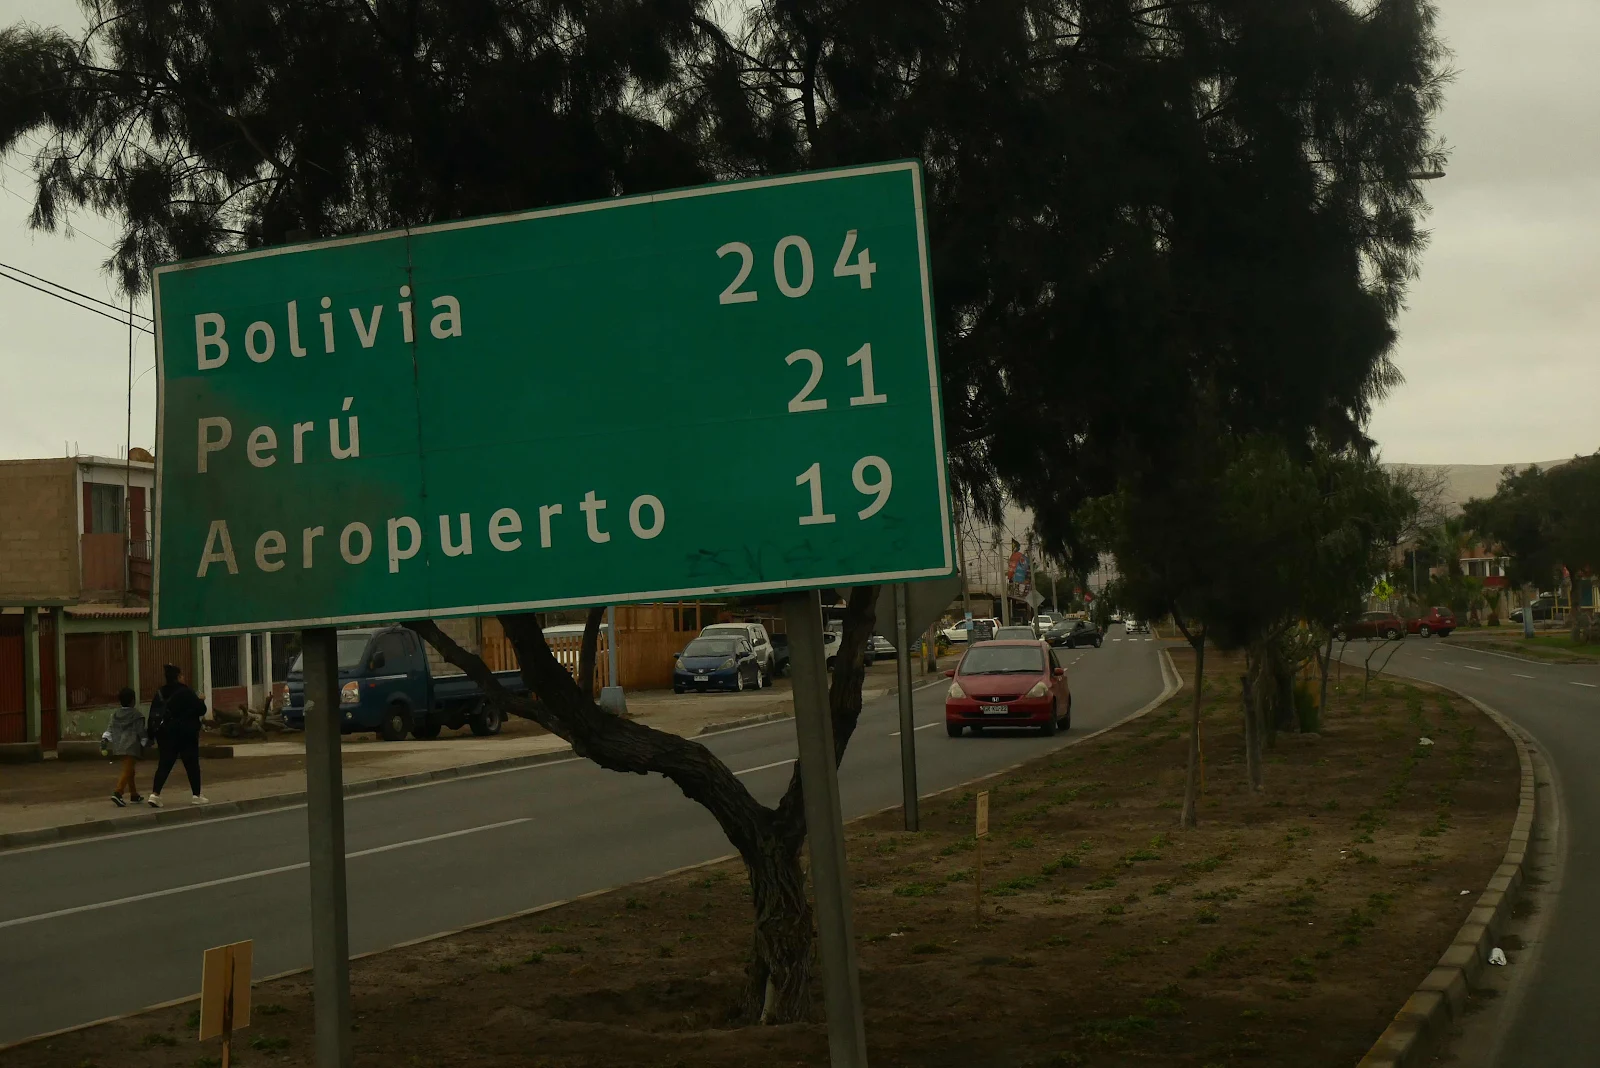 Bolivia 204
Perú 21
Aeropuerto 19